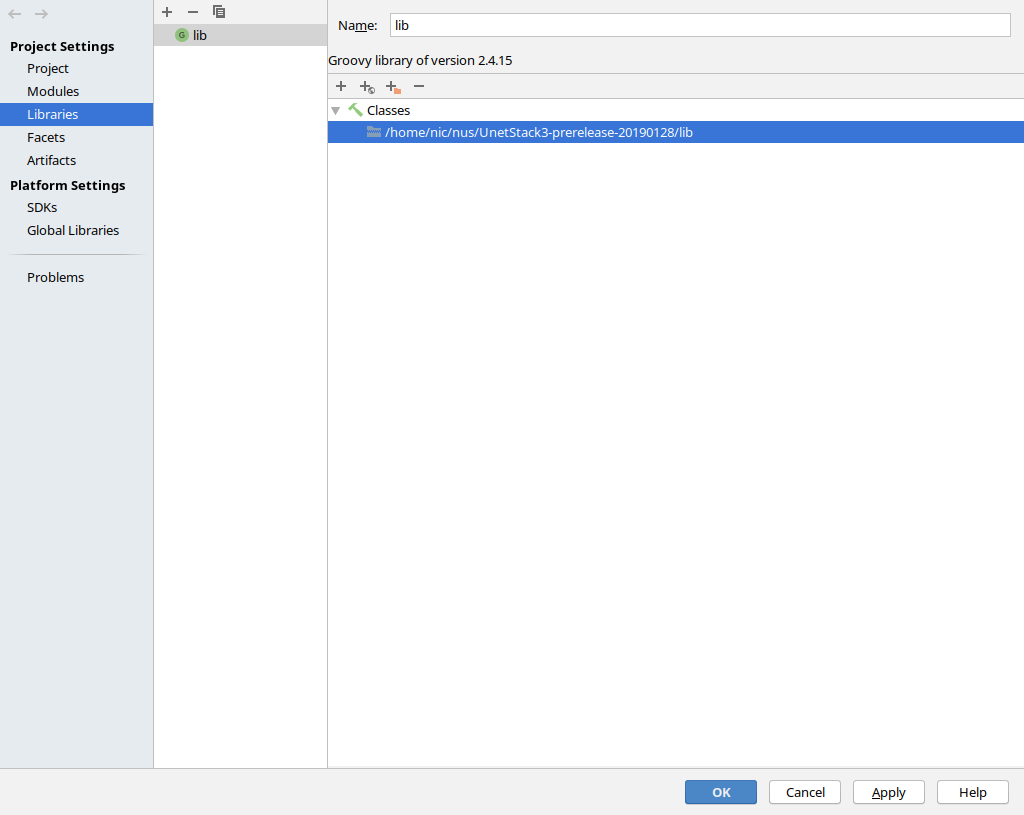 Project Settings
Project
Modules
Libraries
Facets
Artifacts
Platform Settings
SDKs
Global Libraries
Problems
G lib
Name: lib
Groovy library of version 2.4.15
Classes
/home/nic/nus/UnetStack3-prerelease-20190128/lib
OK Cancel Apply Help